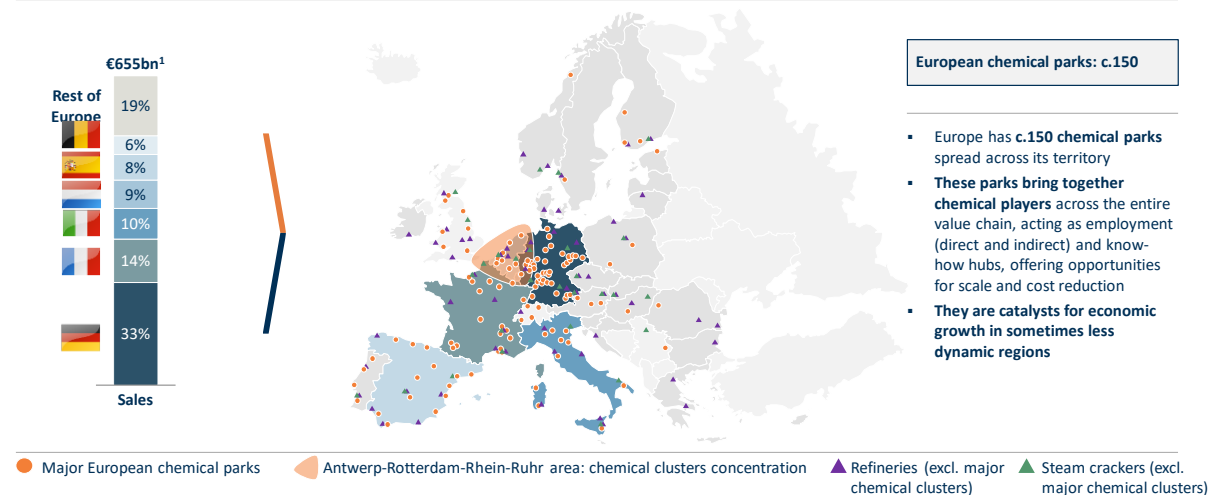 €655bn1
Rest of
Europe
19%
6%
8%
9%
10%
14%
33%
Sales
European chemical parks: c.150
▪ Europe has c.150 chemical parks
spread across its territory
▪ These parks bring together
chemical players across the entire
value chain, acting as employment
(direct and indirect) and know-
how hubs, offering opportunities
for scale and cost reduction
▪ They are catalysts for economic
growth in sometimes less
dynamic regions
Major European chemical parks
Antwerp-Rotterdam-Rhein-Ruhr area: chemical clusters concentration
Refineries (excl. major
chemical clusters)
Steam crackers (excl.
major chemical clusters)